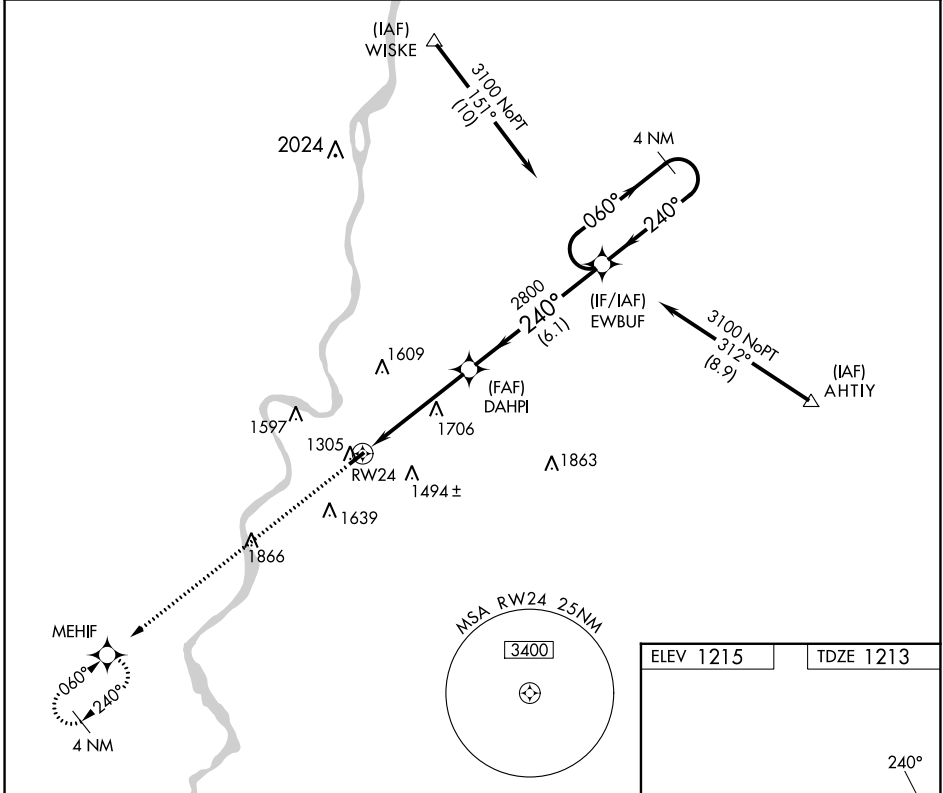 (IAF)
WISKE
3100 NoPT
151°
(10)
2024
4 NM
060°
240°
2800
240°
(6.1)
(IF/IAF)
EWBUF
3100 NoPT
312°
(8.9)
(IAF)
AHTIY
1609
(FAF)
DAHPI
1597
1706
1305
RW24
1494 ±
1863
1639
1866
MEHIF
060°
240°
4 NM
MSA RW24 25NM
3400
ELEV 1215
TDZE 1213
240°